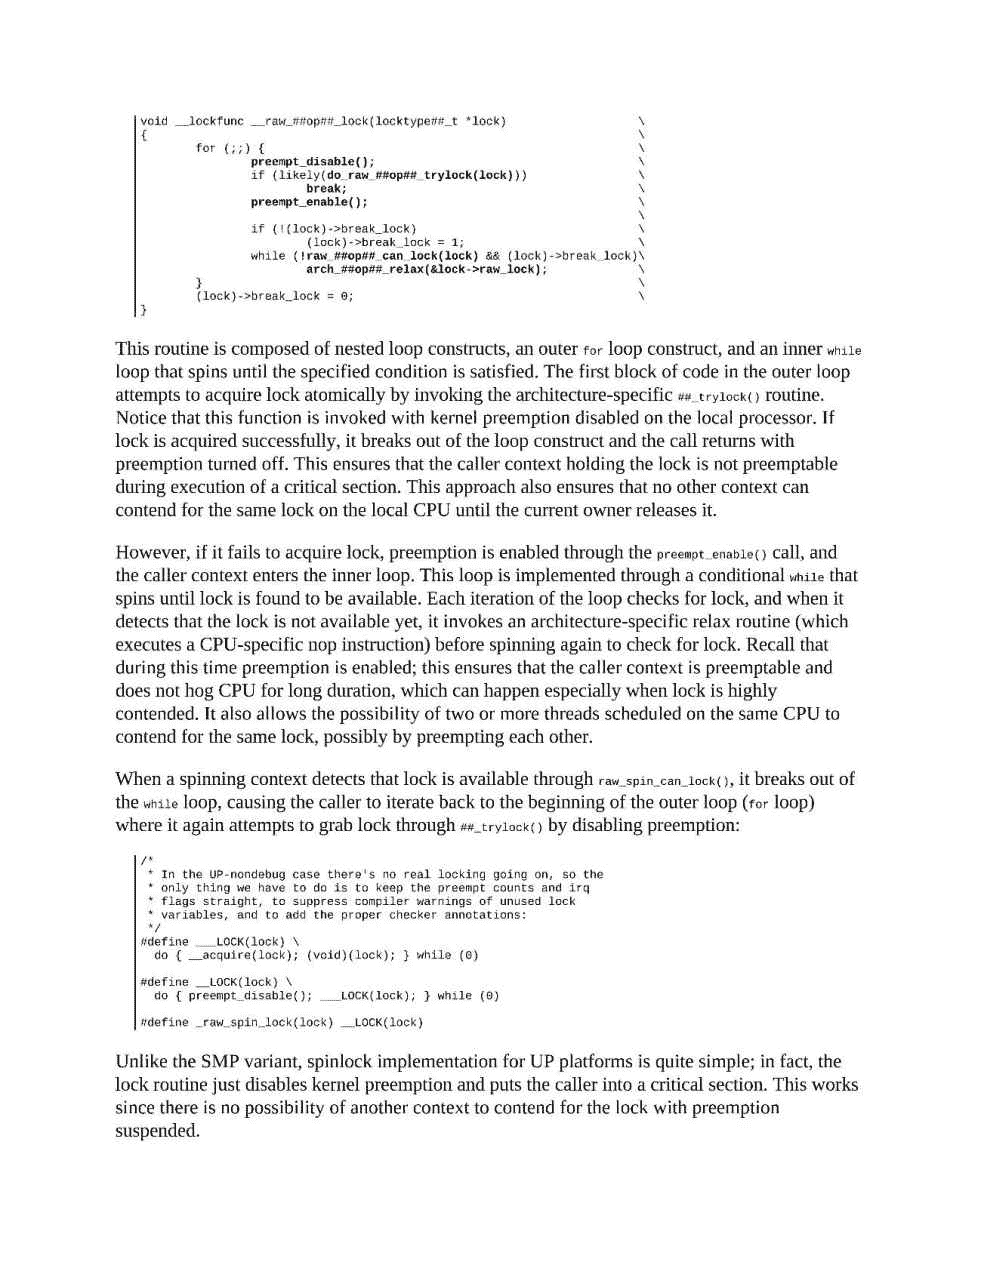 void __lockfunc __raw_##op##_lock(locktype##_t *lock) \
{ \
for (;;) { \
preempt_disable(); \
if (likely(do_raw_##op##_trylock(lock))) \
break; \
preempt_enable(); \
\
if (!(lock)->break_lock) \
(lock)->break_lock = 1; \
while (!raw_##op##_can_lock(lock) && (lock)->break_lock)\
arch_##op##_relax(&lock->raw_lock); \
} \
(lock)->break_lock = 0; \
}
This routine is composed of nested loop constructs, an outer for loop construct, and an inner while
loop that spins until the specified condition is satisfied. The first block of code in the outer loop
attempts to acquire lock atomically by invoking the architecture-specific ##_trylock() routine.
Notice that this function is invoked with kernel preemption disabled on the local processor. If
lock is acquired successfully, it breaks out of the loop construct and the call returns with
preemption turned off. This ensures that the caller context holding the lock is not preemptable
during execution of a critical section. This approach also ensures that no other context can
contend for the same lock on the local CPU until the current owner releases it.
However, if it fails to acquire lock, preemption is enabled through the preempt_enable() call, and
the caller context enters the inner loop. This loop is implemented through a conditional while that
spins until lock is found to be available. Each iteration of the loop checks for lock, and when it
detects that the lock is not available yet, it invokes an architecture-specific relax routine (which
executes a CPU-specific nop instruction) before spinning again to check for lock. Recall that
during this time preemption is enabled; this ensures that the caller context is preemptable and
does not hog CPU for long duration, which can happen especially when lock is highly
contended. It also allows the possibility of two or more threads scheduled on the same CPU to
contend for the same lock, possibly by preempting each other.
When a spinning context detects that lock is available through raw_spin_can_lock(), it breaks out of
the while loop, causing the caller to iterate back to the beginning of the outer loop (for loop)
where it again attempts to grab lock through ##_trylock() by disabling preemption:
/*
* In the UP-nondebug case there's no real locking going on, so the
* only thing we have to do is to keep the preempt counts and irq
* flags straight, to suppress compiler warnings of unused lock
* variables, and to add the proper checker annotations:
*/
#define ___LOCK(lock) \
do { __acquire(lock); (void)(lock); } while (0)
#define __LOCK(lock) \
do { preempt_disable(); ___LOCK(lock); } while (0)
#define _raw_spin_lock(lock) __LOCK(lock)
Unlike the SMP variant, spinlock implementation for UP platforms is quite simple; in fact, the
lock routine just disables kernel preemption and puts the caller into a critical section. This works
since there is no possibility of another context to contend for the lock with preemption
suspended.